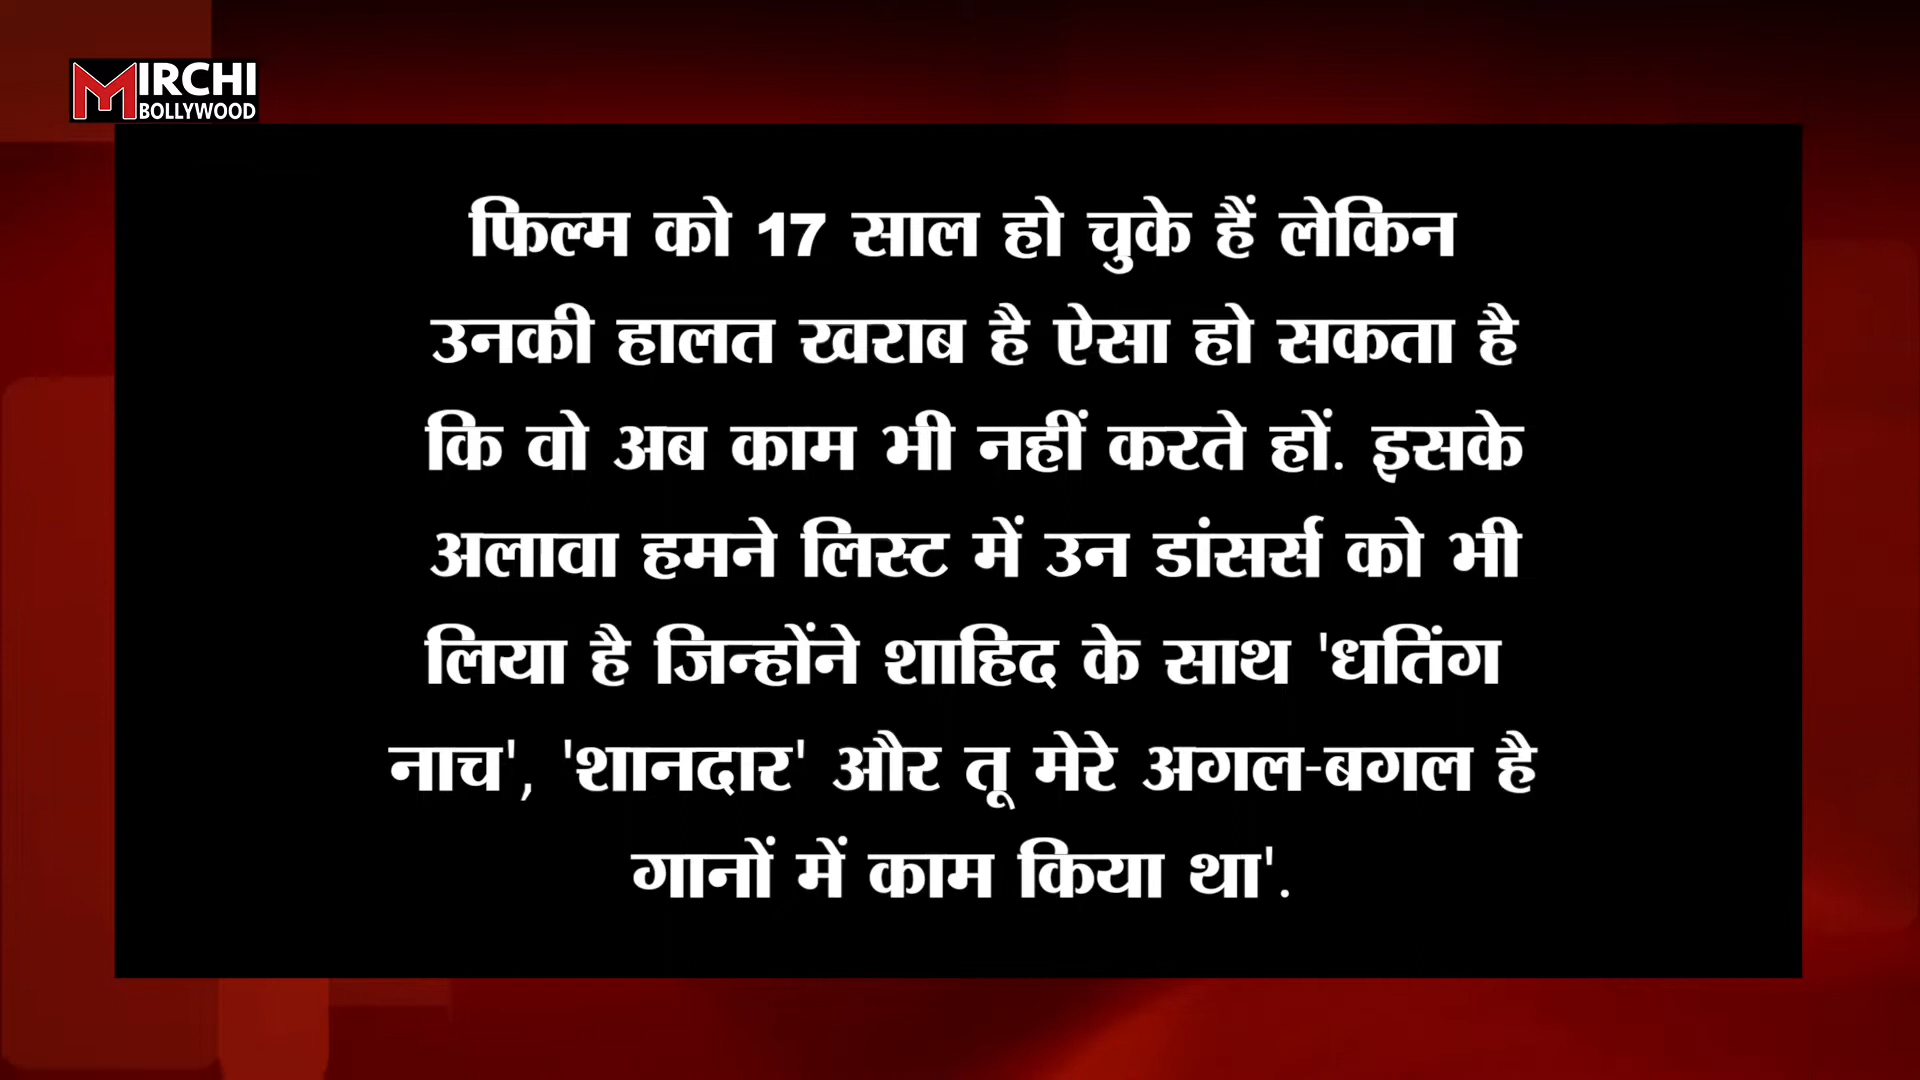 MIRCHI
BOLLYWOOD
फिल्म को 17 साल हो चुके हैं लेकिन
उनकी हालत खराब है ऐसा हो सकता है
कि वो अब काम भी नहीं करते हों. इसके
अलावा हमने लिस्ट में उन डांसर्स को भी
लिया है जिन्होंने शाहिद के साथ 'धतिंग
नाच', 'शानदार' और तू मेरे अगल-बगल है
गानों में काम किया था'.